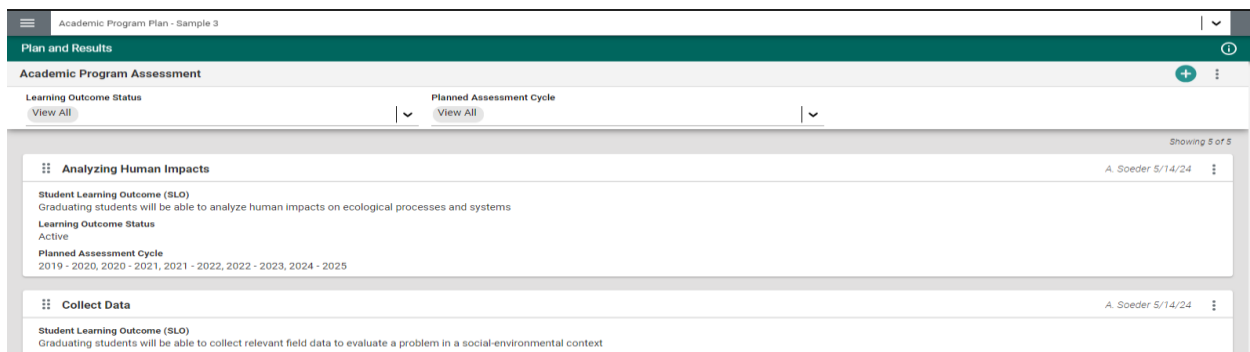 Academic Program Plan - Sample 3
Plan and Results
Academic Program Assessment
Learning Outcome Status
View All
Planned Assessment Cycle
View All
Showing 5 of 5
Analyzing Human Impacts
A. Soeder 5/14/24
Student Learning Outcome (SLO)
Graduating students will be able to analyze human impacts on ecological processes and systems
Learning Outcome Status
Active
Planned Assessment Cycle
2019 - 2020, 2020 - 2021, 2021 - 2022, 2022 - 2023, 2024 - 2025
Collect Data
A. Soeder 5/14/24
Student Learning Outcome (SLO)
Graduating students will be able to collect relevant field data to evaluate a problem in a social-environmental context